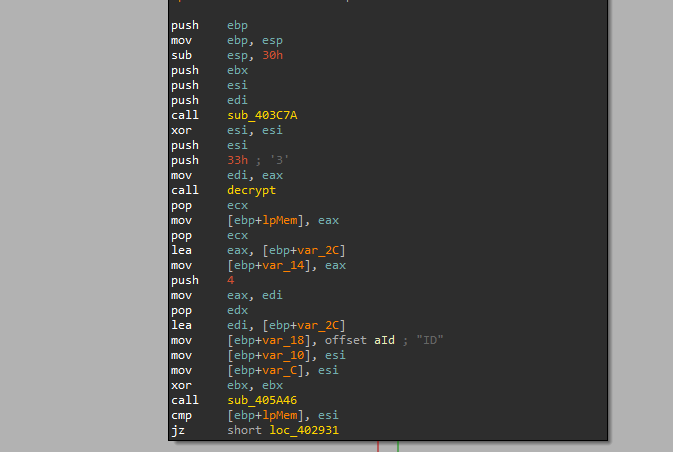 push ebp
mov ebp, esp
sub esp, 30h
push ebx
push esi
push edi
call sub_403C7A
xor esi, esi
push esi
push 33h ; '3'
mov edi, eax
call decrypt
pop ecx
mov [ebp+lpMem], eax
pop ecx
lea eax, [ebp+var_2C]
mov [ebp+var_14], eax
push 4
mov eax, edi
pop edx
lea edi, [ebp+var_2C]
mov [ebp+var_18], offset aId ; "ID"
mov [ebp+var_10], esi
mov [ebp+var_C], esi
xor ebx, ebx
call sub_405A46
cmp [ebp+lpMem], esi
jz short loc_402931